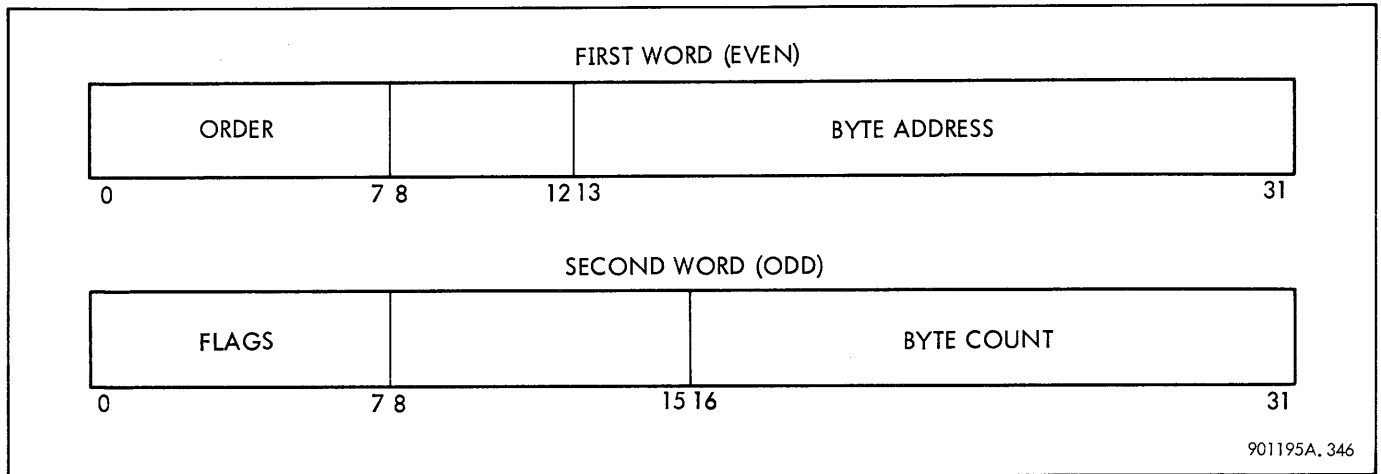 FIRST WORD (EVEN)
ORDER BYTE ADDRESS
0 7 8 12 13 31
SECOND WORD (ODD)
FLAGS BYTE COUNT
0 7 8 15 16 31
901195A.346